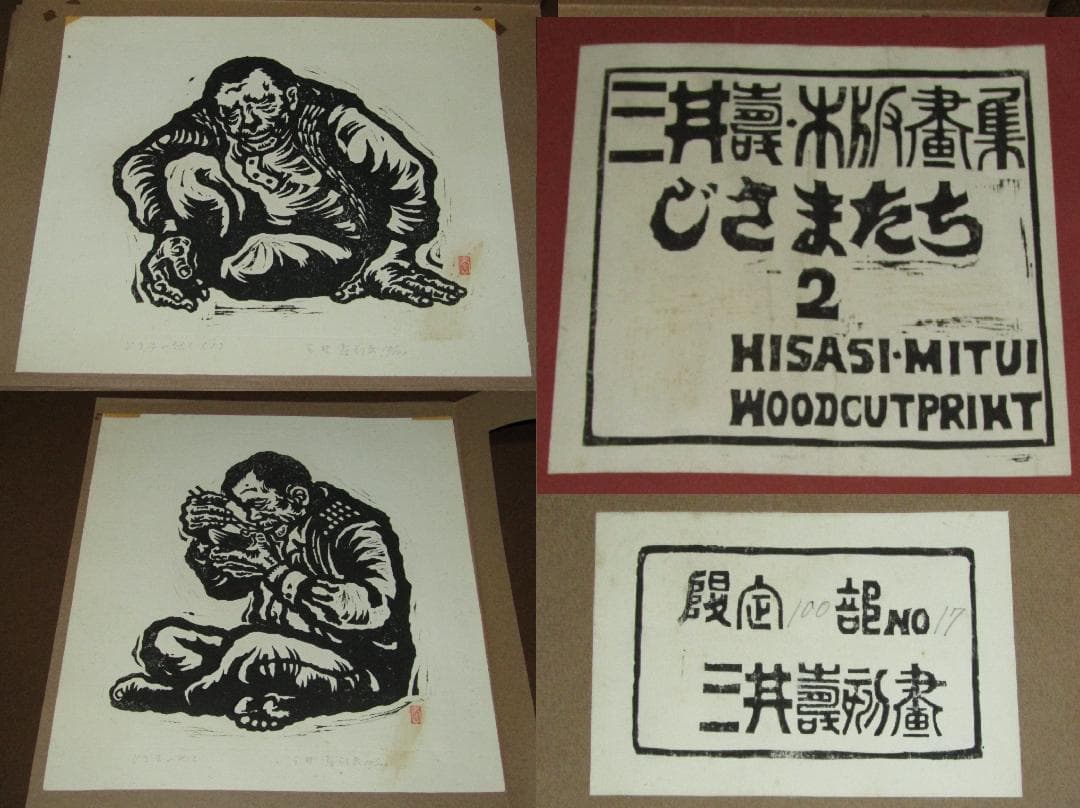 三井壽・木版畫集
じさまたち
2
HISASI・MITUI
WOODCUTPRINT
限定100部NO17
三井壽刻畫